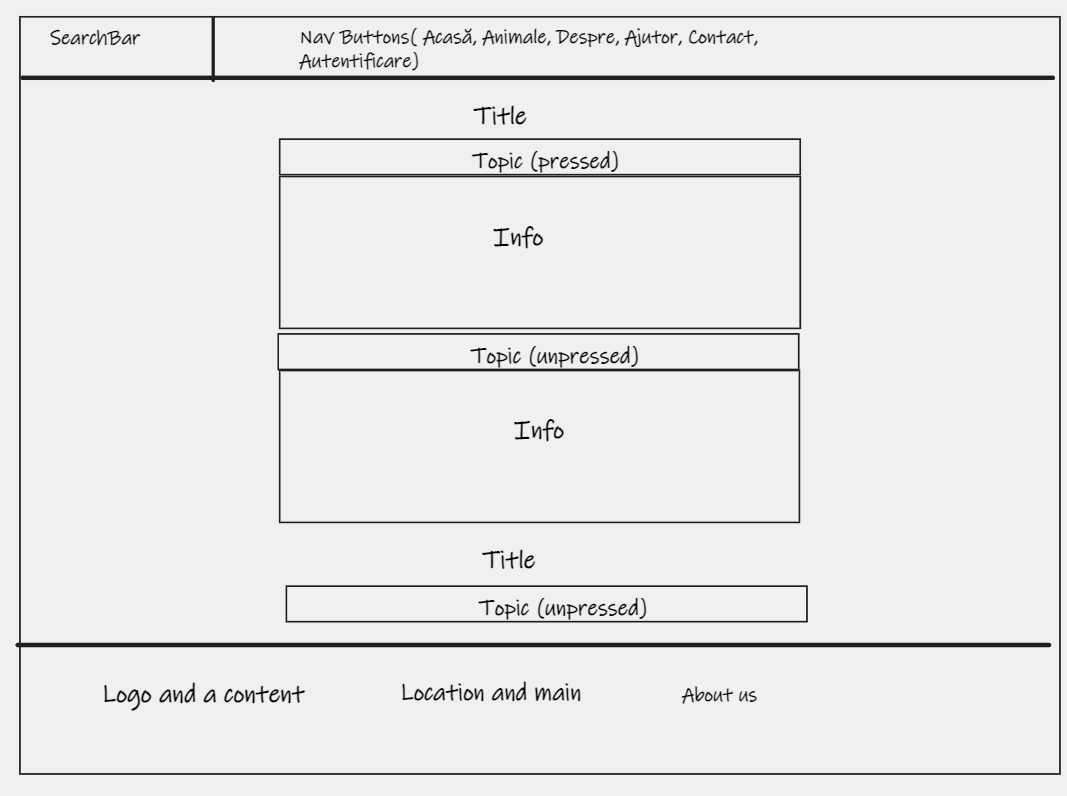 SearchBar
Nav Buttons( Acasă, Animale, Despre, Ajutor, Contact,
Autentificare)
Title
Topic (pressed)
Info
Topic (unpressed)
Info
Title
Topic (unpressed)
Logo and a content
Location and main
About us